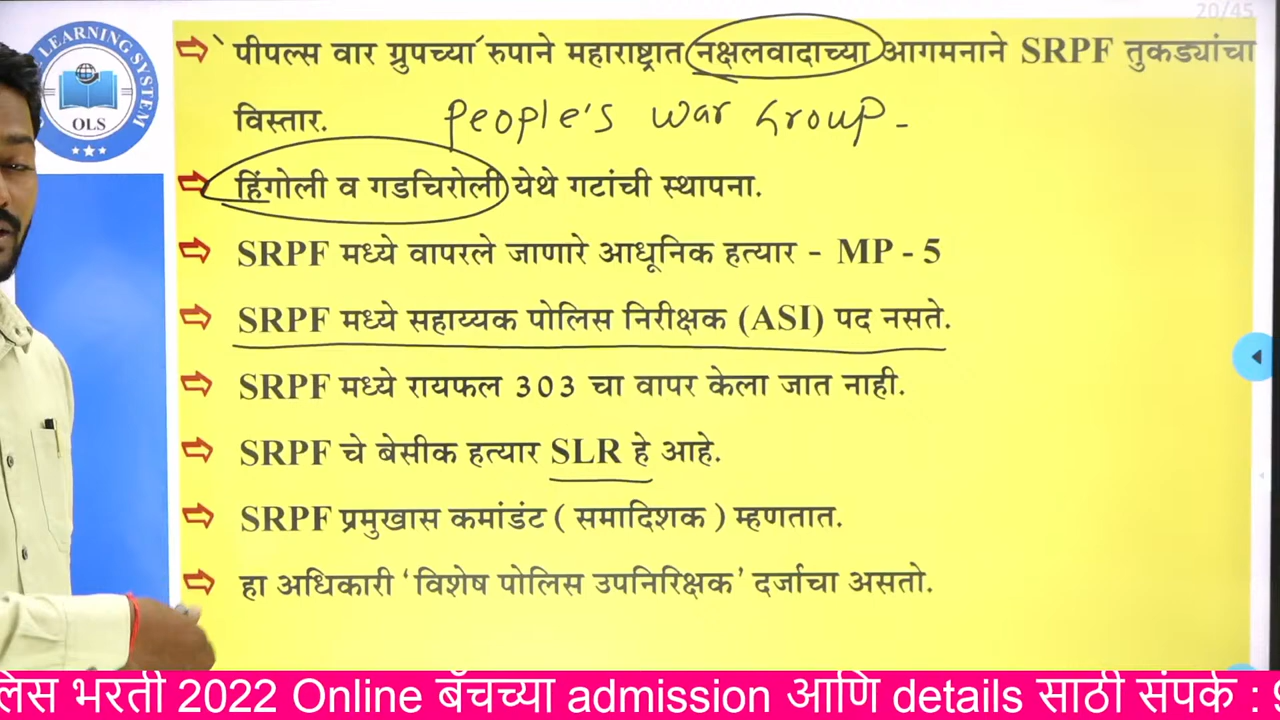 20/45
LEARNING SYSTEM
OLS
➩ `पीपल्स वार ग्रुपच्या´ रुपाने महाराष्ट्रात नक्षलवादाच्या आगमनाने SRPF तुकड्यांचा
विस्तार. People's War Group -
➩ हिंगोली व गडचिरोली येथे गटांची स्थापना.
➩ SRPF मध्ये वापरले जाणारे आधूनिक हत्यार - MP - 5
➩ SRPF मध्ये सहाय्यक पोलिस निरीक्षक (ASI) पद नसते.
➩ SRPF मध्ये रायफल 303 चा वापर केला जात नाही.
➩ SRPF चे बेसीक हत्यार SLR हे आहे.
➩ SRPF प्रमुखास कमांडंट ( समादिशक ) म्हणतात.
➩ हा अधिकारी ‘विशेष पोलिस उपनिरिक्षक’ दर्जाचा असतो.
लिस भरती 2022 Online बॅचच्या admission आणि details साठी संपर्क : 9